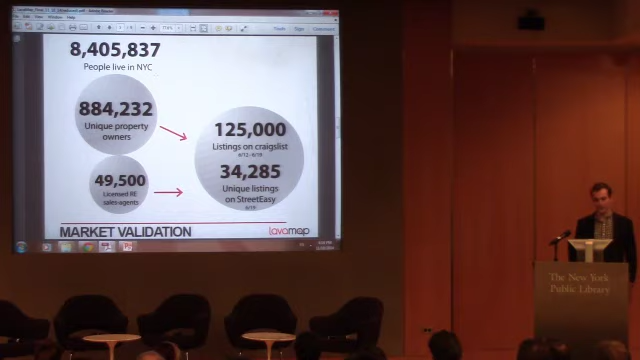 8,405,837
People live in NYC
884,232
Unique property
owners
125,000
Listings on craigslist
49,500
Licensed RE
sales-agents
34,285
Unique listings
on StreetEasy
MARKET VALIDATION
lavamap
The New York
Public Library